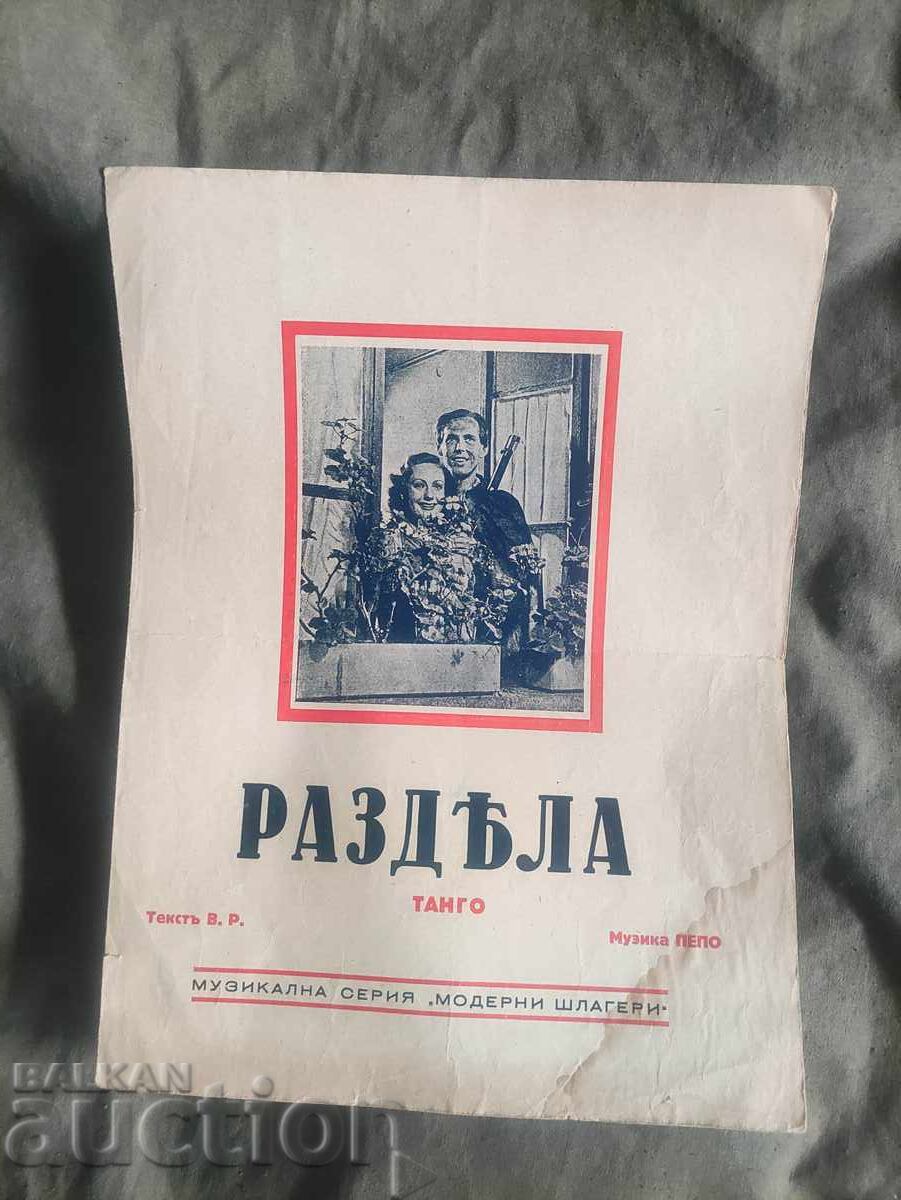 РАЗДѢЛА
ТАНГО
Текстъ В. Р.
Музика ПЕПО
МУЗИКАЛНА СЕРИЯ „МОДЕРНИ ШЛАГЕРИ“
BALKAN
auction